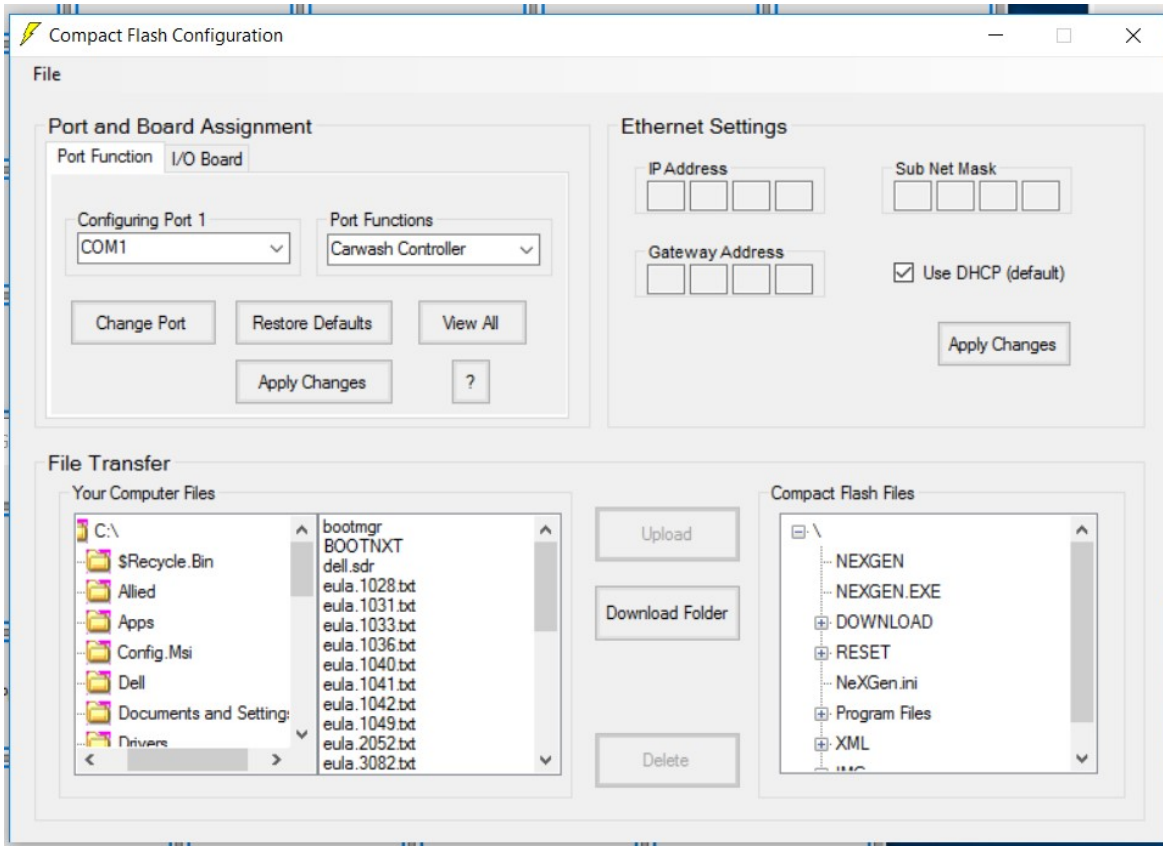 Compact Flash Configuration
File
Port and Board Assignment
Port Function
I/O Board
Configuring Port 1
COM1
Port Functions
Carwash Controller
Change Port
Restore Defaults
View All
Apply Changes
?
Ethernet Settings
IP Address
Sub Net Mask
Gateway Address
Use DHCP (default)
Apply Changes
File Transfer
Your Computer Files
C:\
$Recycle.Bin
Allied
Apps
Config.Msi
Dell
Documents and Settings
Drivers
bootmgr
BOOTNXT
dell.sdr
eula.1028.txt
eula.1031.txt
eula.1033.txt
eula.1036.txt
eula.1040.txt
eula.1041.txt
eula.1042.txt
eula.1049.txt
eula.2052.txt
eula.3082.txt
Upload
Download Folder
Delete
Compact Flash Files
\
NEXGEN
NEXGEN.EXE
DOWNLOAD
RESET
NeXGen.ini
Program Files
XML